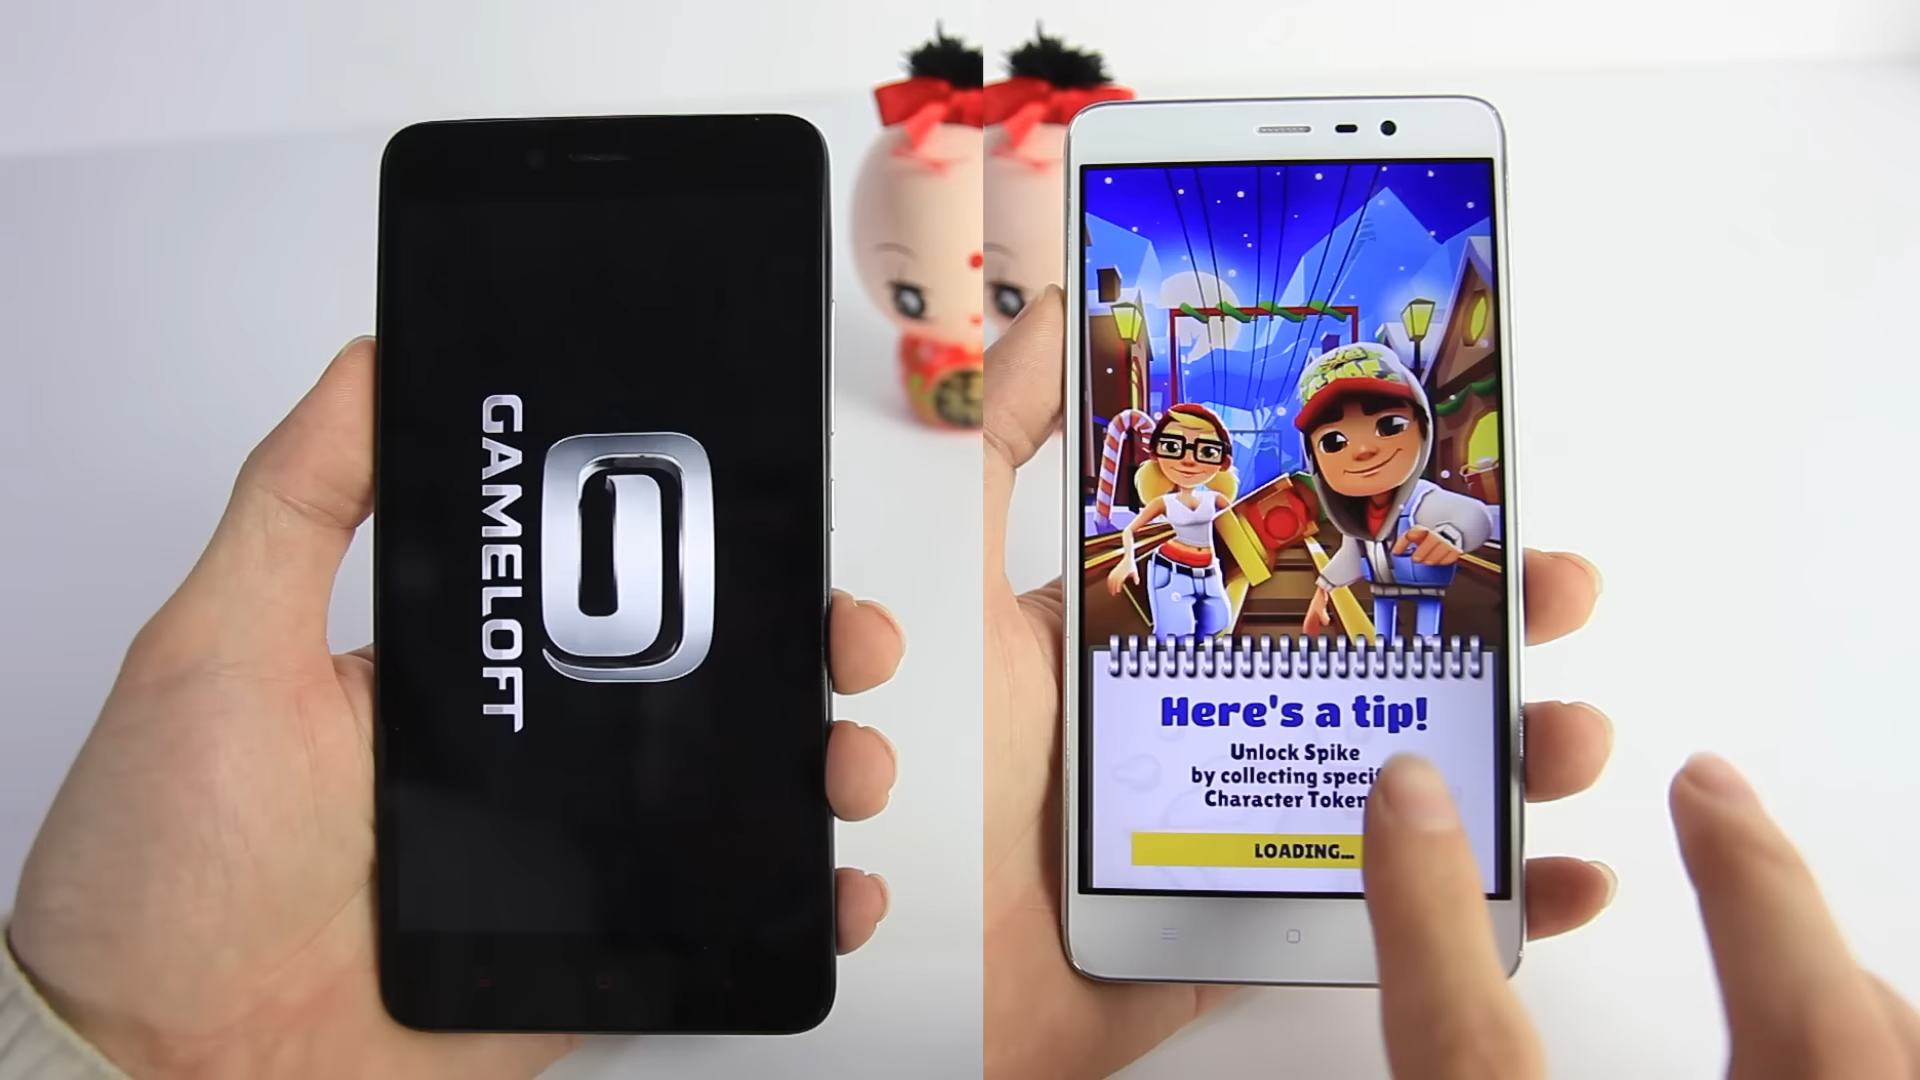 GAMELOFT
Here's a tip!
Unlock Spike
by collecting
Character
LOADING...